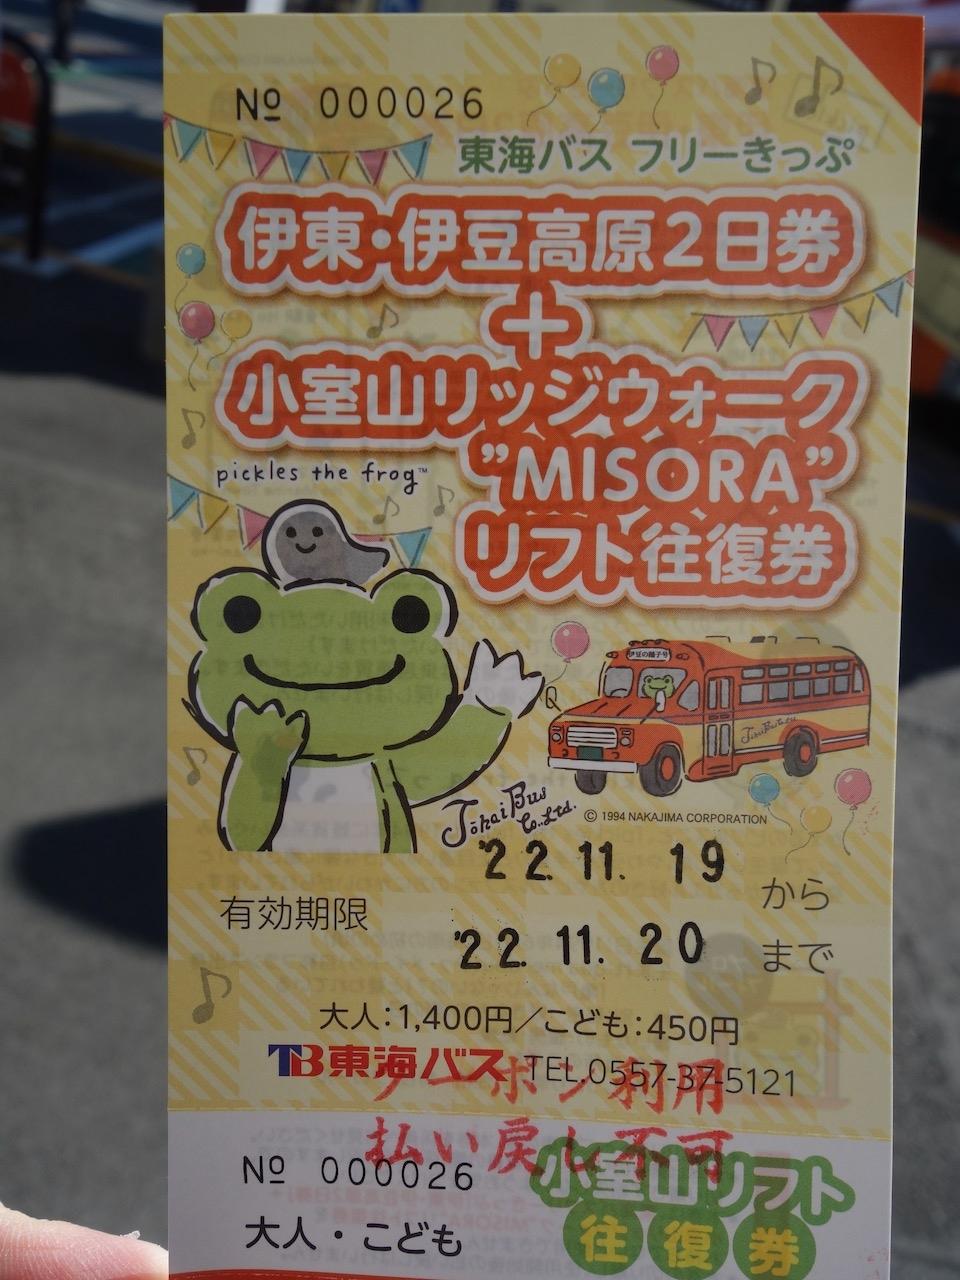 № 000026
東海バス フリーきっぷ
伊東・伊豆高原2日券
+
小室山リッジウォーク
"MISORA"
リフト往復券
pickles the frog™
伊豆の踊子号
Tokai Bus
Tōkai Bus
Co.,Ltd.
© 1994 NAKAJIMA CORPORATION
'22.11.19 から
有効期限
'22.11.20 まで
大人:1,400円/こども:450円
TB東海バス TEL.0557-37-5121
クーポン利用
払い戻し不可
№ 000026
小室山リフト
大人・こども
往復券